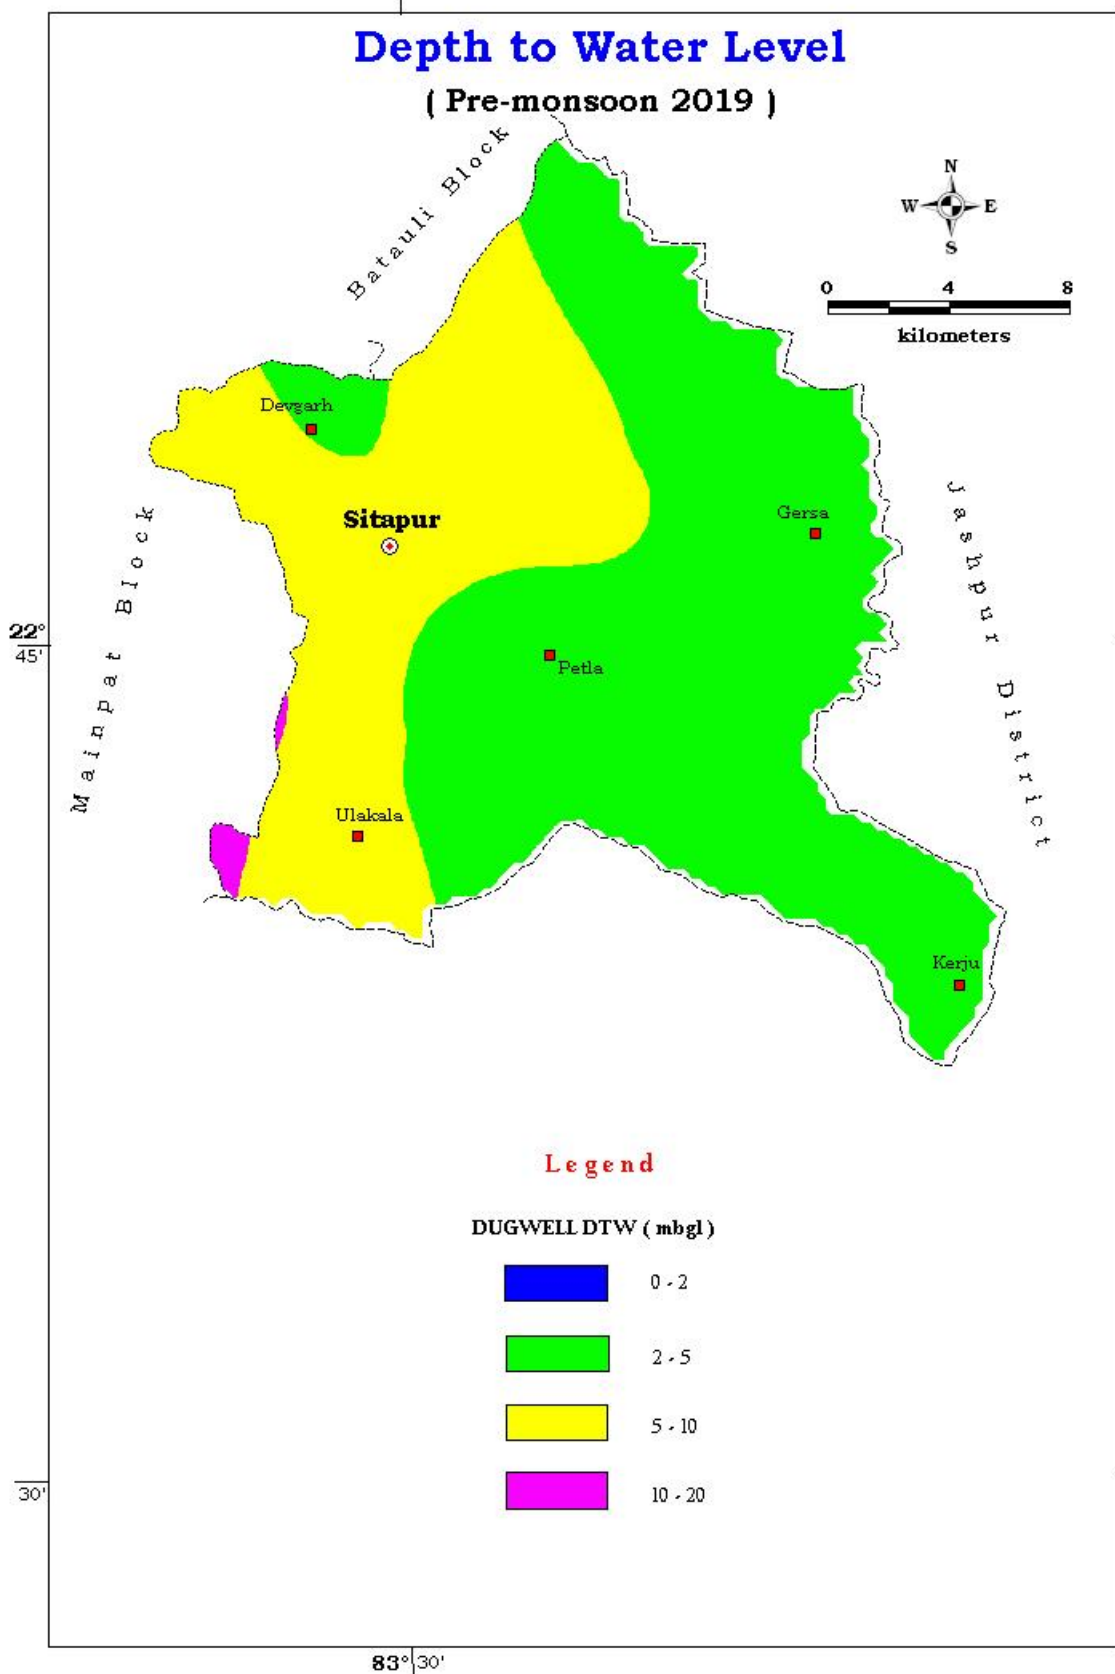 Depth to Water Level
( Pre-monsoon 2019 )
Batauli Block
N
W E
S
0 4 8
kilometers
Devgarh
Sitapur
Gersa
Mainpat Block
Jashpur District
22°
45'
Petla
Ulakala
Kerju
Legend
DUGWELL DTW ( mbgl )
0 - 2
2 - 5
5 - 10
10 - 20
30'
83° 30'